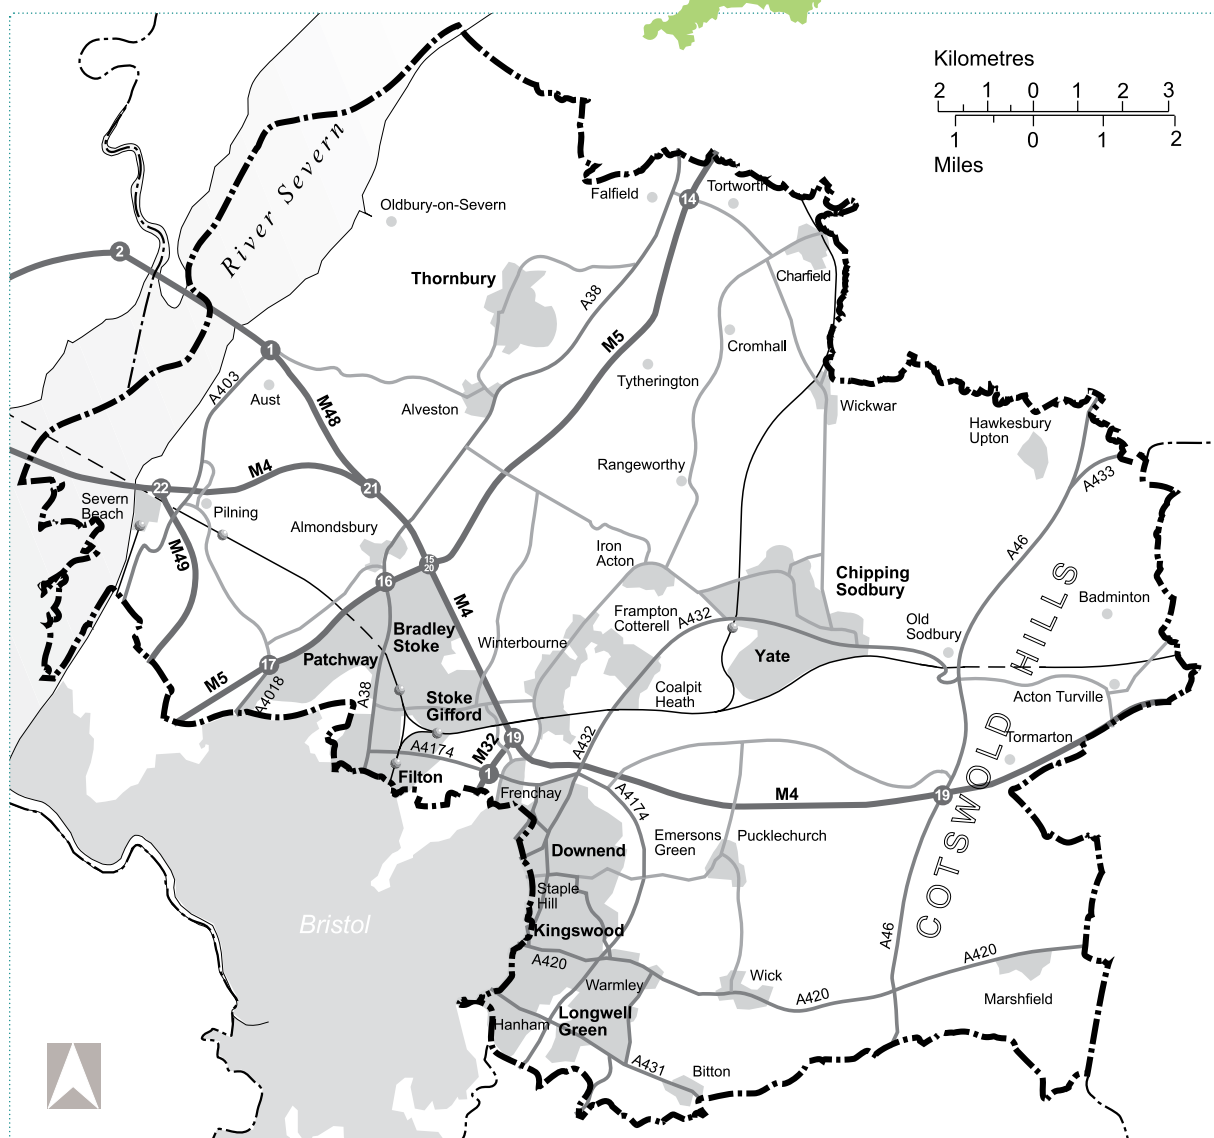 Kilometres
2 1 0 1 2 3
1 0 1 2
Miles
River Severn
Oldbury-on-Severn
Falfield
Tortworth
14
2
Thornbury
Charfield
A38
M5
Cromhall
1
Tytherington
A403
Aust
M48
Alveston
Wickwar
Hawkesbury
Upton
M4
Rangeworthy
A433
22
21
Severn
Beach
Pilning
Almondsbury
M49
Iron
Acton
A46
15
20
16
M4
Chipping
Sodbury
Badminton
Frampton
Cotterell
A432
Old
Sodbury
Bradley
Stoke
Winterbourne
HILLS
Patchway
Yate
17
M5
A4018
A38
Stoke
Gifford
Coalpit
Heath
Acton Turville
A432
Tormarton
19
A4174
M32
Filton
1
Frenchay
A4174
M4
19
COTSWOLD
Emersons
Green
Pucklechurch
Downend
Staple
Hill
Bristol
Kingswood
A46
A420
A420
Warmley
Wick
A420
Marshfield
Hanham
Longwell
Green
A431
Bitton